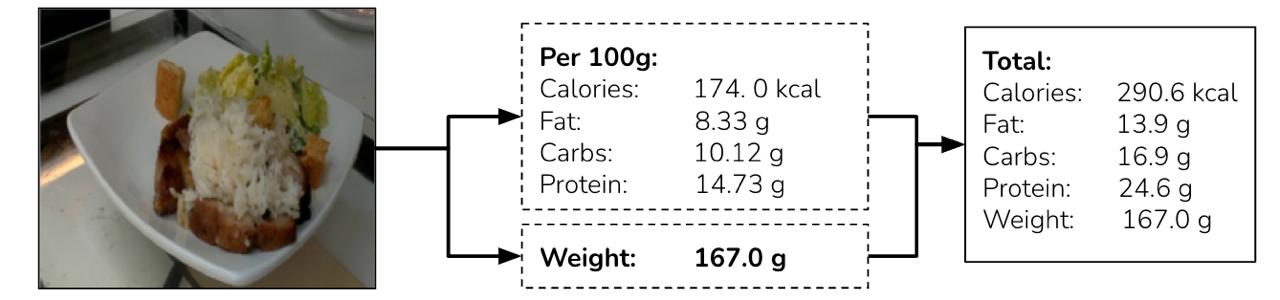 Per 100g:
Calories: 174. 0 kcal
Fat: 8.33 g
Carbs: 10.12 g
Protein: 14.73 g
Weight: 167.0 g
Total:
Calories: 290.6 kcal
Fat: 13.9 g
Carbs: 16.9 g
Protein: 24.6 g
Weight: 167.0 g